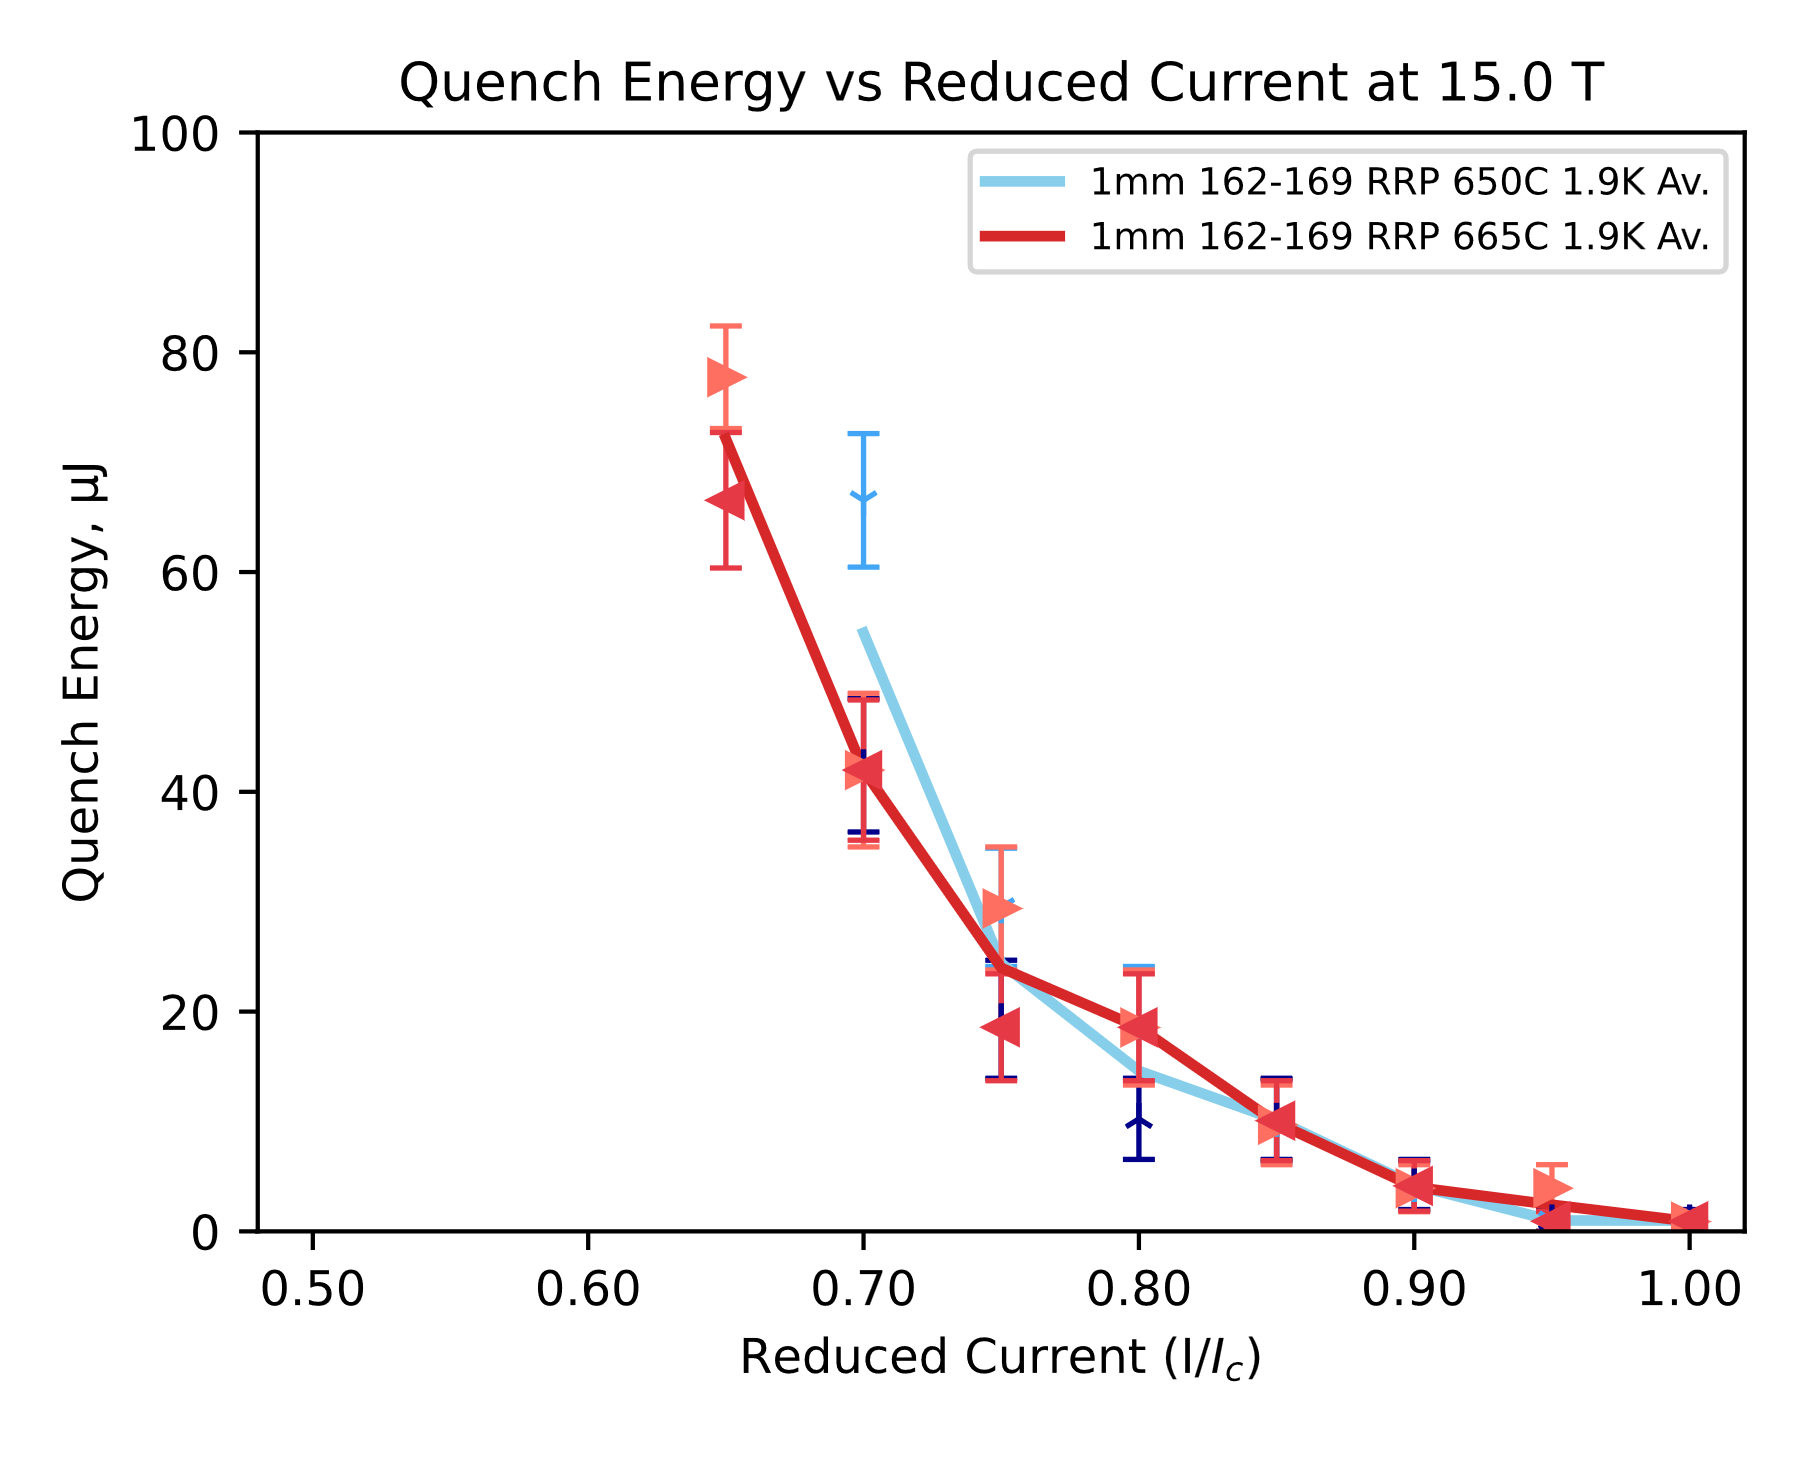 Quench Energy vs Reduced Current at 15.0 T
1mm 162-169 RRP 650C 1.9K Av.
1mm 162-169 RRP 665C 1.9K Av.
Quench Energy, µJ
100
80
60
40
20
0
0.50 0.60 0.70 0.80 0.90 1.00
Reduced Current (I/I_c)